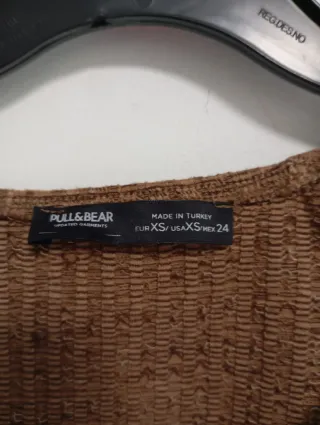 REG.DES.NO
PULL&BEAR
MADE IN TURKEY
EUR XS/ USA XS/MEX 24